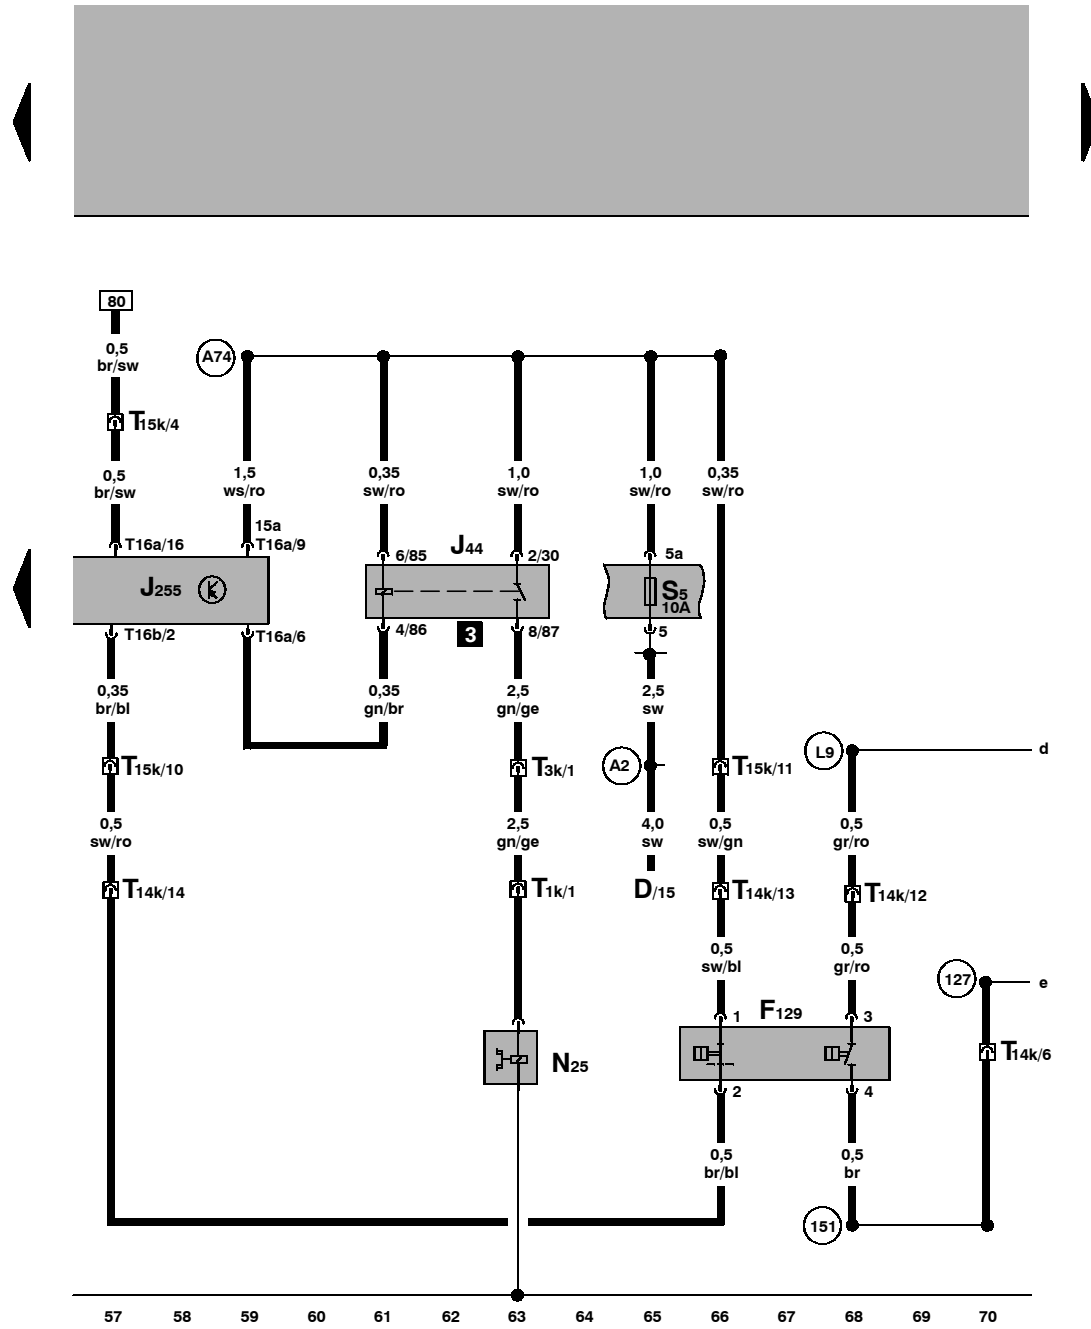 80
0,5
br/sw
A74
T15k/4
0,5
br/sw
1,5
ws/ro
0,35
sw/ro
1,0
sw/ro
1,0
sw/ro
0,35
sw/ro
15a
T16a/16
T16a/9
J44
6/85
2/30
5a
J255
S5
10A
T16b/2
T16a/6
4/86
3
8/87
5
0,35
br/bl
0,35
gn/br
2,5
gn/ge
2,5
sw
L9
d
T15k/10
T3k/1
A2
T15k/11
0,5
sw/ro
2,5
gn/ge
4,0
sw
0,5
sw/gn
0,5
gr/ro
T14k/14
T1k/1
D/15
T14k/13
T14k/12
0,5
sw/bl
0,5
gr/ro
127
e
1
F129
3
T14k/6
N25
2
4
0,5
br/bl
0,5
br
151
57 58 59 60 61 62 63 64 65 66 67 68 69 70